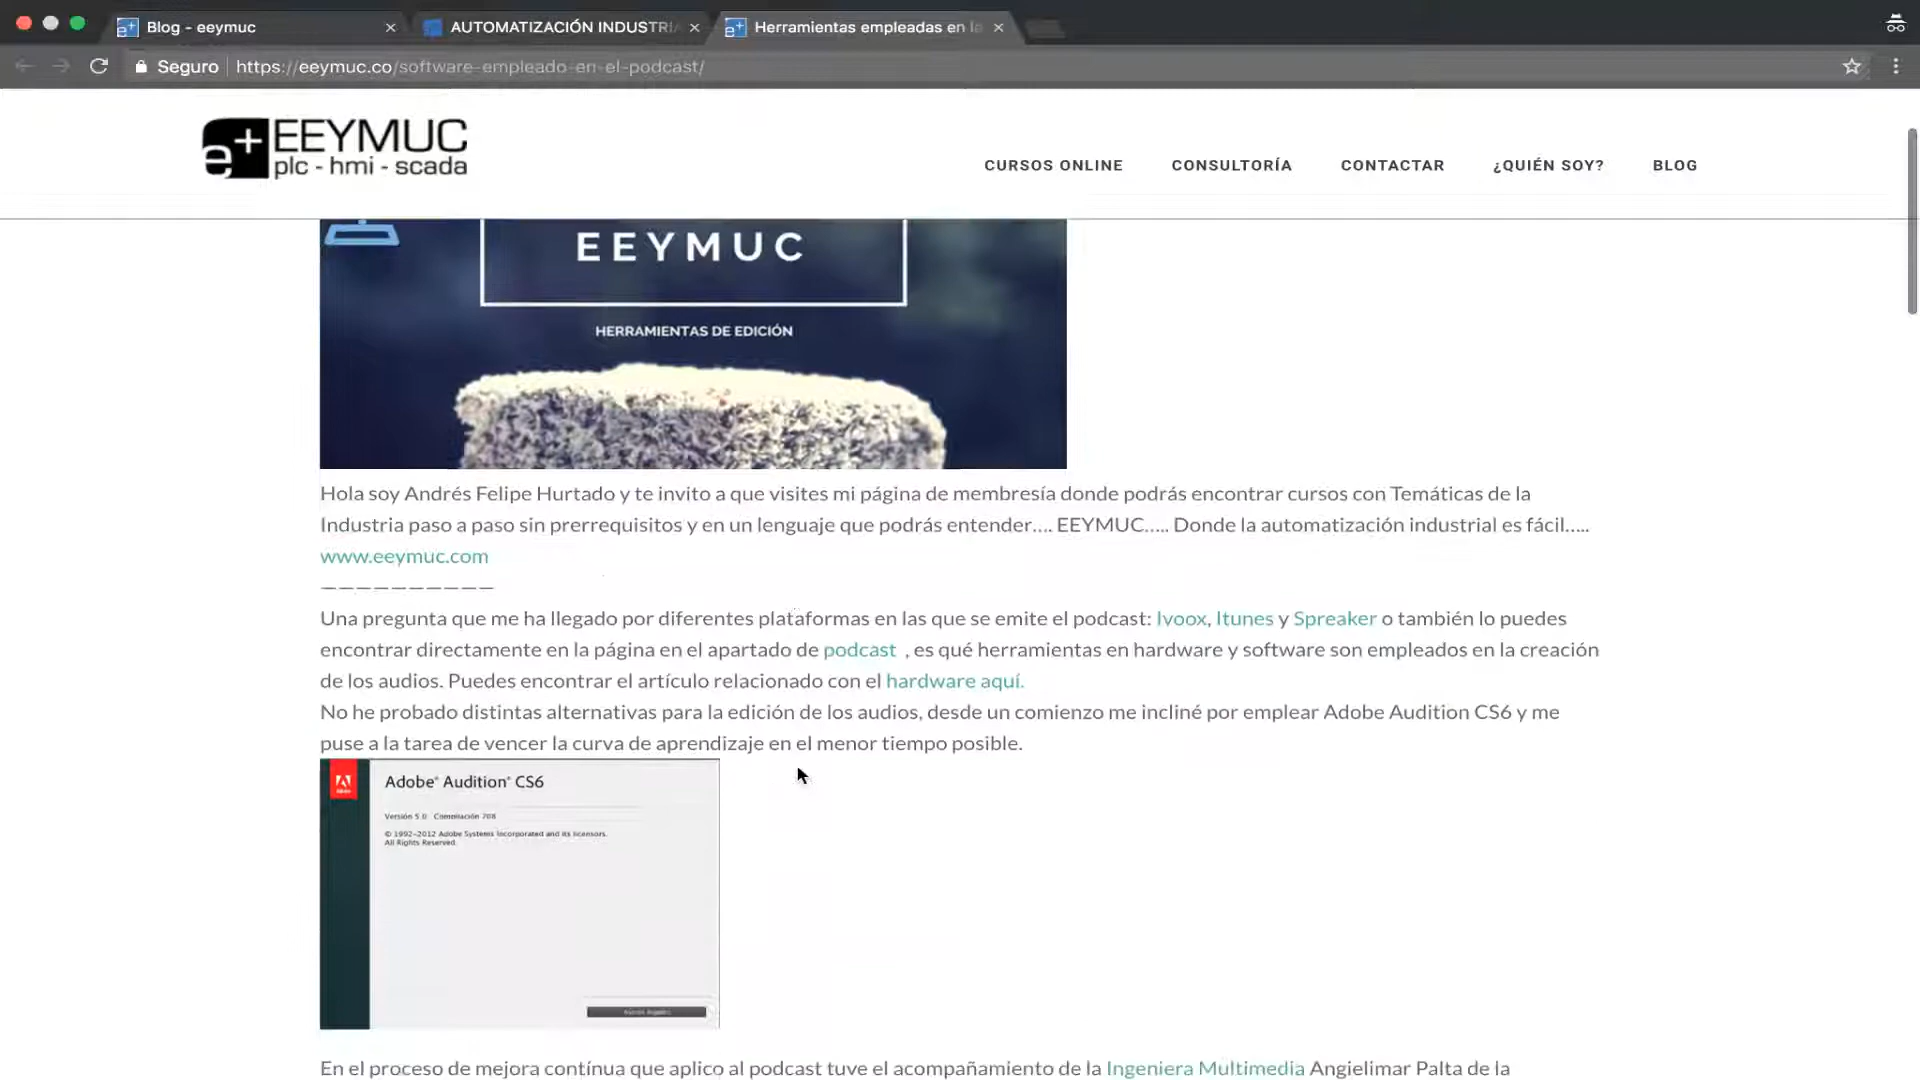 Blog - eeymuc
AUTOMATIZACIÓN INDUSTRIA
Herramientas empleadas en la
Seguro https://eeymuc.co/software-empleado-en-el-podcast/
e+ EEYMUC
plc - hmi - scada
CURSOS ONLINE CONSULTORÍA CONTACTAR ¿QUIÉN SOY? BLOG
EEYMUC
HERRAMIENTAS DE EDICIÓN
Hola soy Andrés Felipe Hurtado y te invito a que visites mi página de membresía donde podrás encontrar cursos con Temáticas de la
Industria paso a paso sin prerrequisitos y en un lenguaje que podrás entender…. EEYMUC….. Donde la automatización industrial es fácil…..
www.eeymuc.com
——————————
Una pregunta que me ha llegado por diferentes plataformas en las que se emite el podcast: Ivoox, Itunes y Spreaker o también lo puedes
encontrar directamente en la página en el apartado de podcast , es qué herramientas en hardware y software son empleados en la creación
de los audios. Puedes encontrar el artículo relacionado con el hardware aquí.
No he probado distintas alternativas para la edición de los audios, desde un comienzo me incliné por emplear Adobe Audition CS6 y me
puse a la tarea de vencer la curva de aprendizaje en el menor tiempo posible.
Adobe® Audition® CS6
Versión 5.0 Compilación 708
© 1992-2012 Adobe Systems Incorporated and its licensors.
All Rights Reserved.
En el proceso de mejora contínua que aplico al podcast tuve el acompañamiento de la Ingeniera Multimedia Angielimar Palta de la